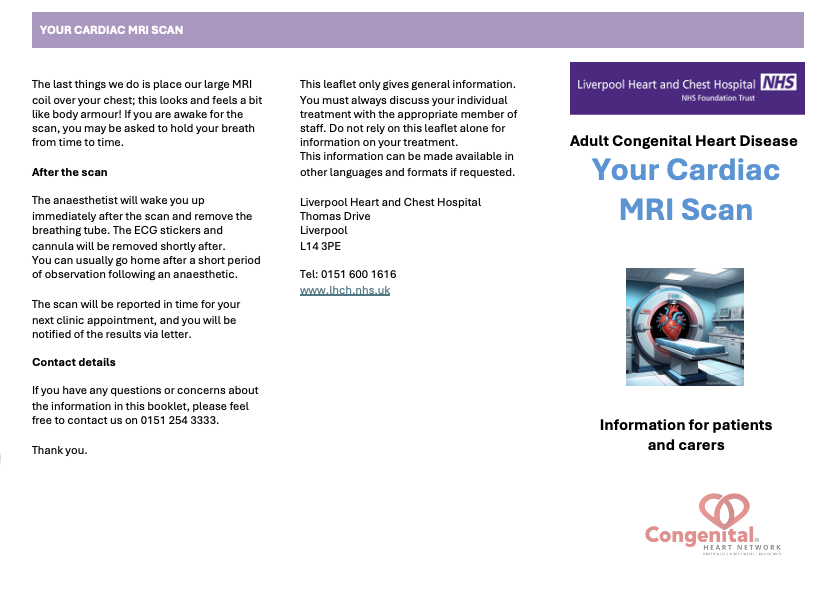 YOUR CARDIAC MRI SCAN
The last things we do is place our large MRI
coil over your chest; this looks and feels a bit
like body armour! If you are awake for the
scan, you may be asked to hold your breath
from time to time.
After the scan
The anaesthetist will wake you up
immediately after the scan and remove the
breathing tube. The ECG stickers and
cannula will be removed shortly after.
You can usually go home after a short period
of observation following an anaesthetic.
The scan will be reported in time for your
next clinic appointment, and you will be
notified of the results via letter.
Contact details
If you have any questions or concerns about
the information in this booklet, please feel
free to contact us on 0151 254 3333.
Thank you.
This leaflet only gives general information.
You must always discuss your individual
treatment with the appropriate member of
staff. Do not rely on this leaflet alone for
information on your treatment.
This information can be made available in
other languages and formats if requested.
Liverpool Heart and Chest Hospital
Thomas Drive
Liverpool
L14 3PE
Tel: 0151 600 1616
www.lhch.nhs.uk
Liverpool Heart and Chest Hospital NHS
NHS Foundation Trust
Adult Congenital Heart Disease
Your Cardiac
MRI Scan
Information for patients
and carers
Congenital
HEART NETWORK